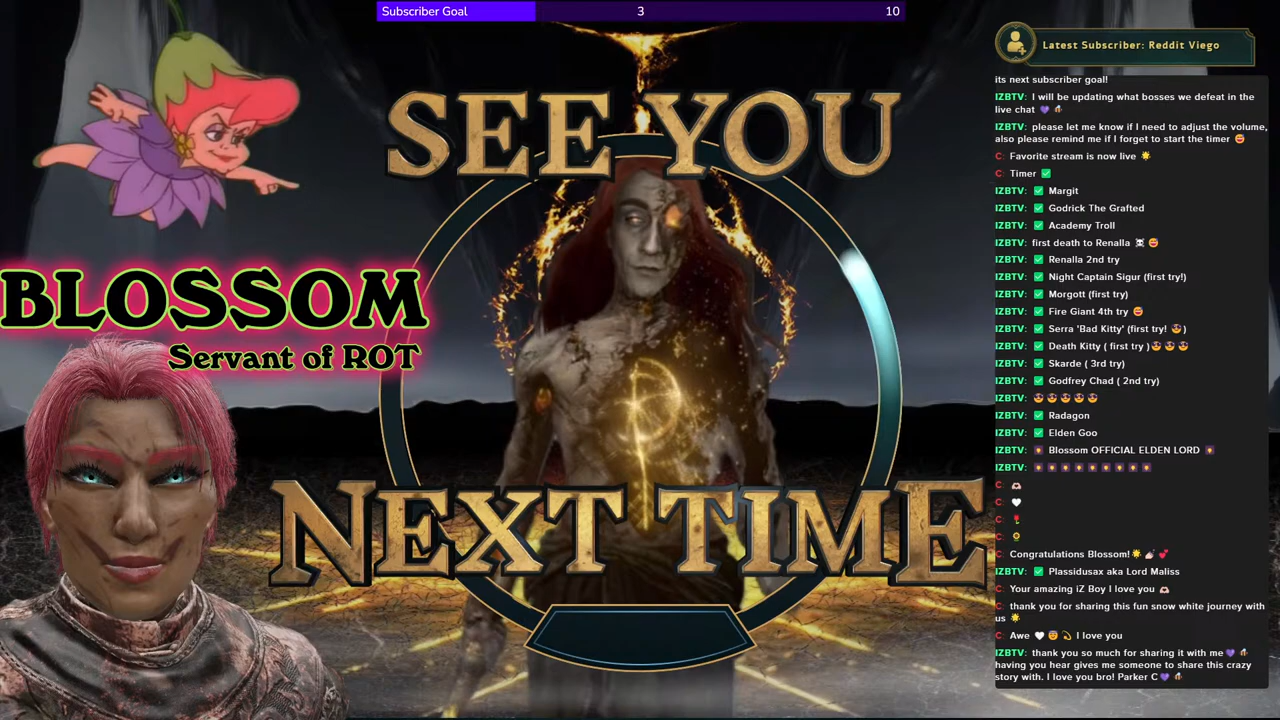 Subscriber Goal 3 10
SEE YOU
NEXT TIME
BLOSSOM
Servant of ROT
Latest Subscriber: Reddit Viego
its next subscriber goal!
IZBTV: I will be updating what bosses we defeat in the
live chat 💜
IZBTV: please let me know if I need to adjust the volume,
also please remind me if I forget to start the timer 😅
C: Favorite stream is now live 🌟
C: Timer ✅
IZBTV: ✅ Margit
IZBTV: ✅ Godrick The Grafted
IZBTV: ✅ Academy Troll
IZBTV: first death to Renalla ☠️ 😅
IZBTV: ✅ Renalla 2nd try
IZBTV: ✅ Night Captain Sigur (first try!)
IZBTV: ✅ Morgott (first try)
IZBTV: ✅ Fire Giant 4th try 😅
IZBTV: ✅ Serra 'Bad Kitty' (first try! )
IZBTV: ✅ Death Kitty ( first try )
IZBTV: ✅ Skarde ( 3rd try)
IZBTV: ✅ Godfrey Chad ( 2nd try)
IZBTV:
IZBTV: ✅ Radagon
IZBTV: ✅ Elden Goo
IZBTV: Blossom OFFICIAL ELDEN LORD
IZBTV:
C: 🫶🏻
C: 🤍
C: 🌹
C: 🌻
C: Congratulations Blossom!🌟 💕
IZBTV: ✅ Plassidusax aka Lord Maliss
C: Your amazing iZ Boy I love you 🫶🏻
C: thank you for sharing this fun snow white journey with
us 🌟
C: Awe 🤍 😇 💫 I love you
IZBTV: thank you so much for sharing it with me💜
having you hear gives me someone to share this crazy
story with. I love you bro! Parker C💜